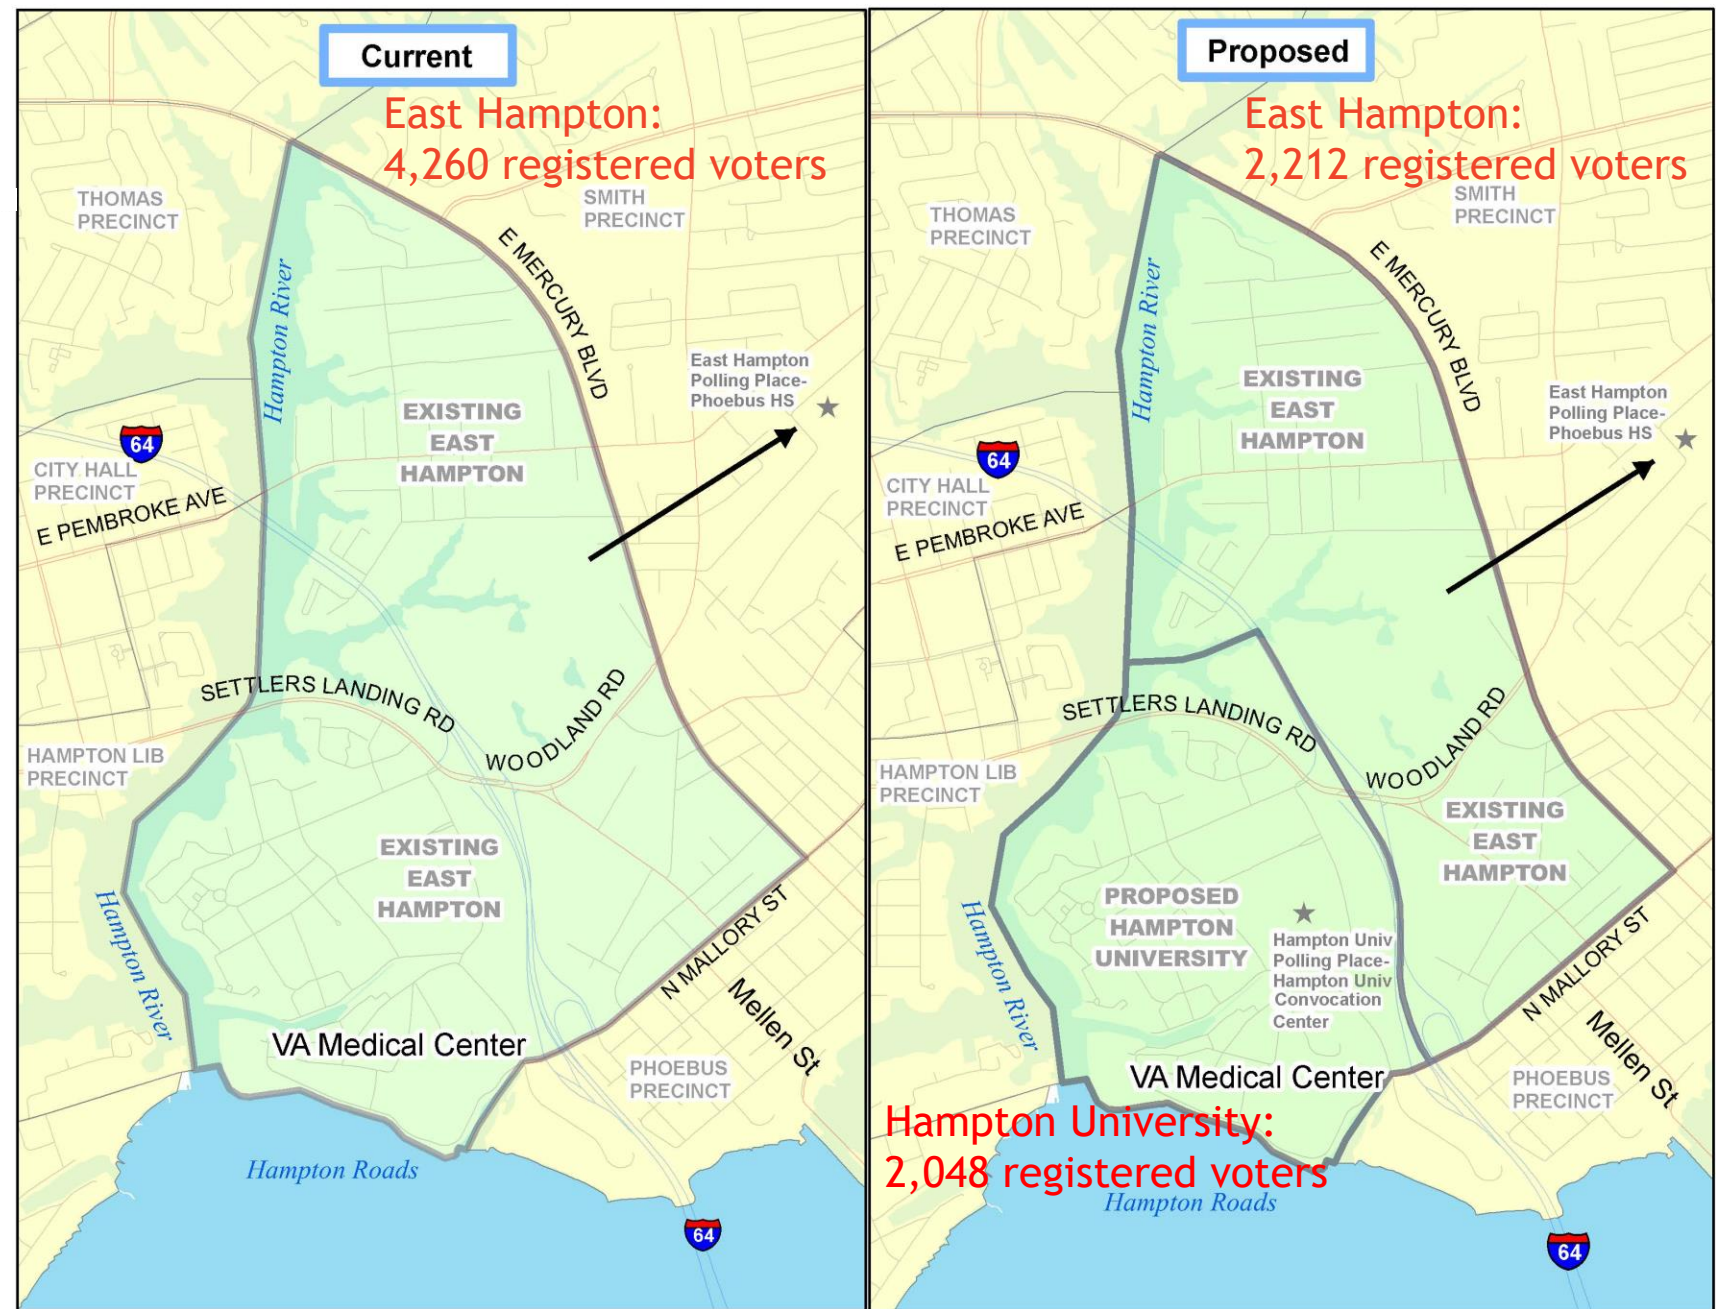 Current
East Hampton:
4,260 registered voters
THOMAS
PRECINCT
SMITH
PRECINCT
E MERCURY BLVD
Hampton River
East Hampton
Polling Place-
Phoebus HS
EXISTING
EAST
HAMPTON
64
CITY HALL
PRECINCT
E PEMBROKE AVE
SETTLERS LANDING RD
WOODLAND RD
HAMPTON LIB
PRECINCT
EXISTING
EAST
HAMPTON
Hampton River
N MALLORY ST
Mellen St
VA Medical Center
PHOEBUS
PRECINCT
Hampton Roads
64
Proposed
East Hampton:
2,212 registered voters
THOMAS
PRECINCT
SMITH
PRECINCT
E MERCURY BLVD
Hampton River
EXISTING
EAST
HAMPTON
East Hampton
Polling Place-
Phoebus HS
64
CITY HALL
PRECINCT
E PEMBROKE AVE
SETTLERS LANDING RD
WOODLAND RD
HAMPTON LIB
PRECINCT
EXISTING
EAST
HAMPTON
PROPOSED
HAMPTON
UNIVERSITY
Hampton Univ
Polling Place-
Hampton Univ
Convocation
Center
Hampton River
N MALLORY ST
Mellen St
VA Medical Center
PHOEBUS
PRECINCT
Hampton University:
2,048 registered voters
Hampton Roads
64